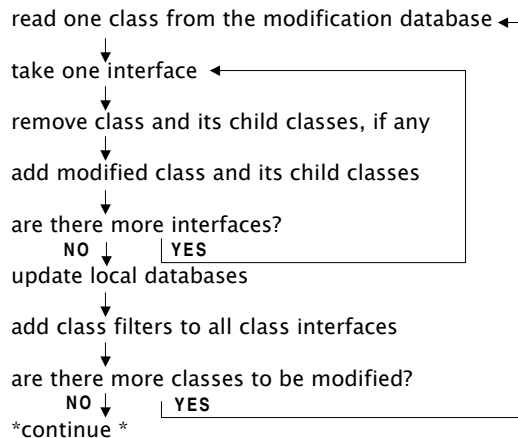 read one class from the modification database
take one interface
remove class and its child classes, if any
add modified class and its child classes
are there more interfaces?
NO YES
update local databases
add class filters to all class interfaces
are there more classes to be modified?
NO YES
*continue *